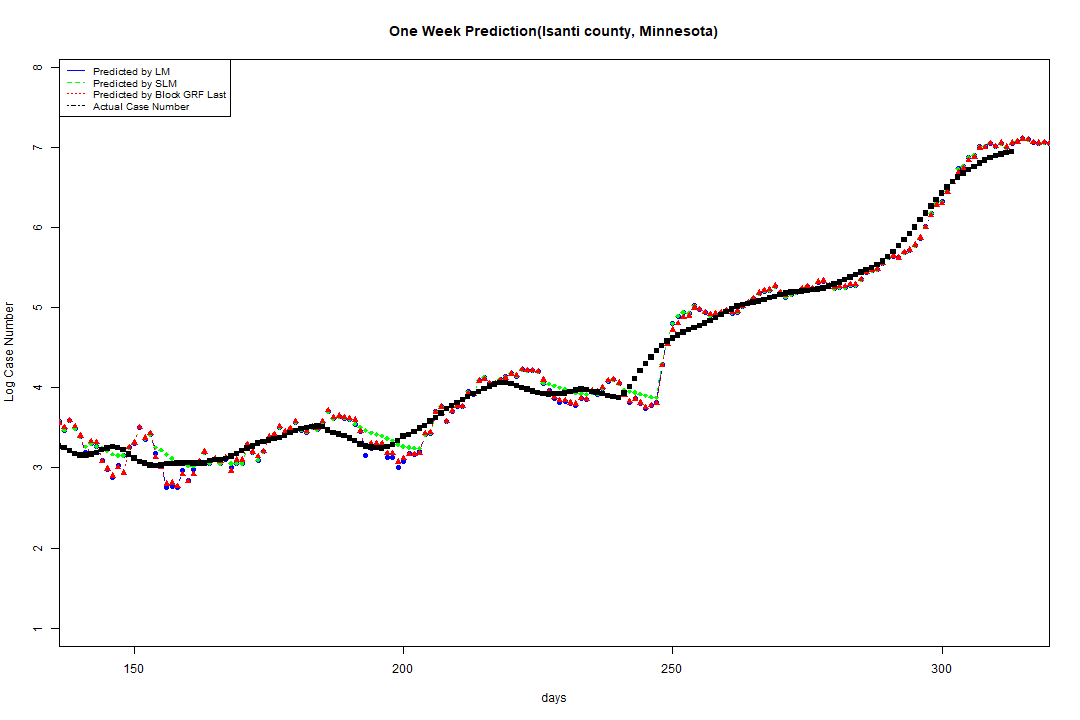 One Week Prediction(Isanti county, Minnesota)
Predicted by LM
Predicted by SLM
Predicted by Block GRF Last
Actual Case Number
8
7
6
5
4
3
2
1
Log Case Number
150 200 250 300
days